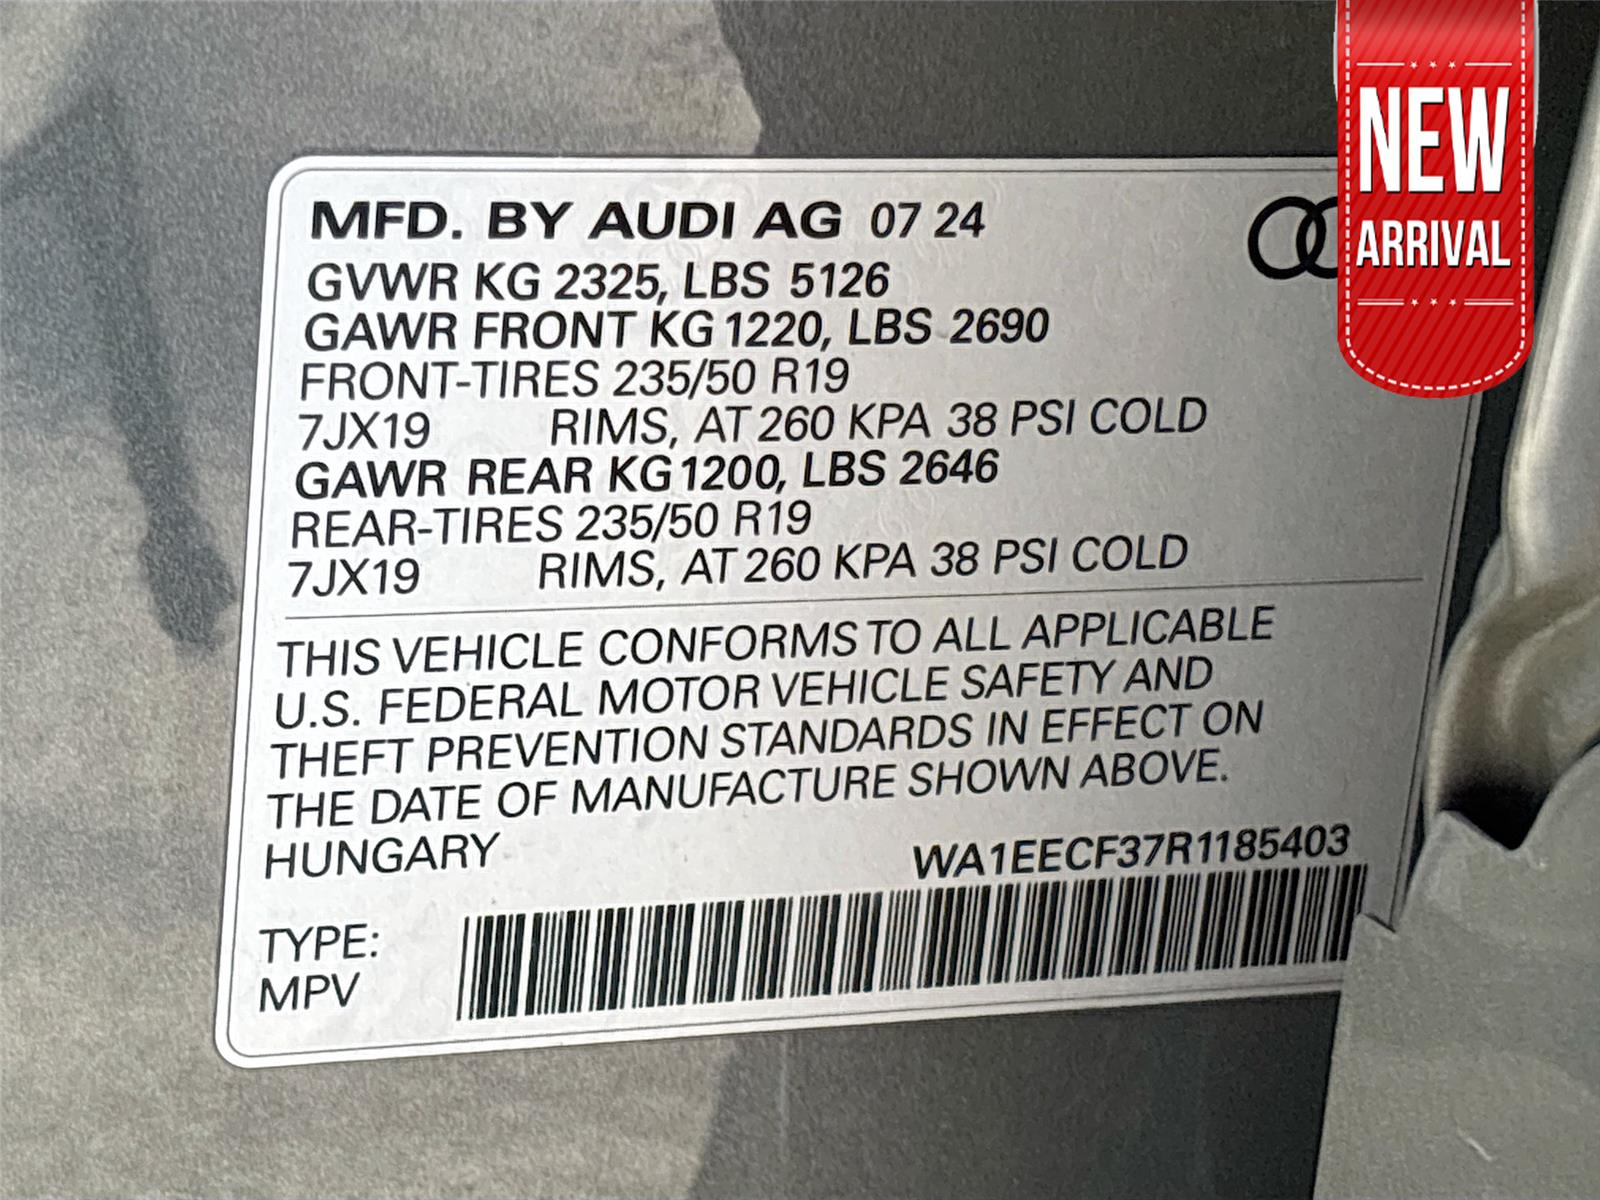 NEW
ARRIVAL
MFD. BY AUDI AG 07 24
GVWR KG 2325, LBS 5126
GAWR FRONT KG 1220, LBS 2690
FRONT-TIRES 235/50 R19
7JX19 RIMS, AT 260 KPA 38 PSI COLD
GAWR REAR KG 1200, LBS 2646
REAR-TIRES 235/50 R19
7JX19 RIMS, AT 260 KPA 38 PSI COLD
THIS VEHICLE CONFORMS TO ALL APPLICABLE
U.S. FEDERAL MOTOR VEHICLE SAFETY AND
THEFT PREVENTION STANDARDS IN EFFECT ON
THE DATE OF MANUFACTURE SHOWN ABOVE.
HUNGARY WA1EECF37R1185403
TYPE:
MPV